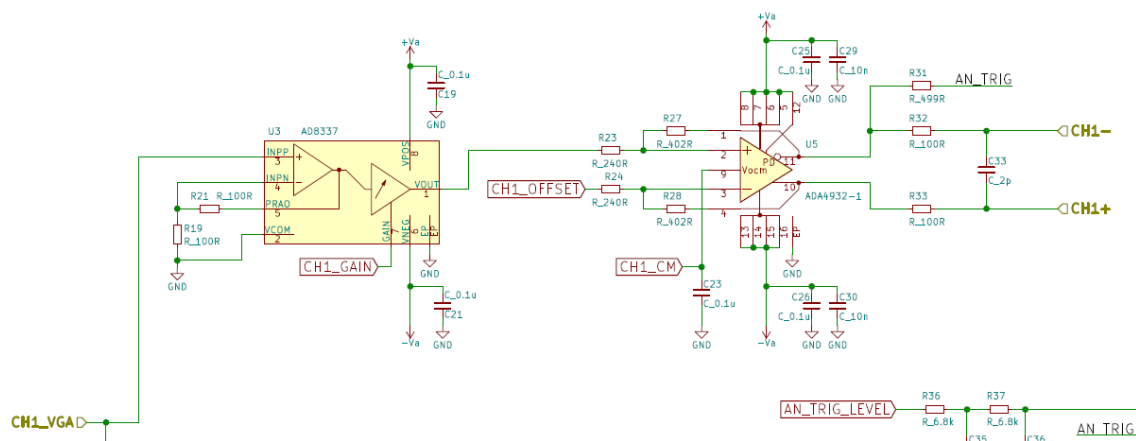 +Va
C_0.1u
C19
GND
U3
AD8337
INPP
3
INPN
4
PRAO
5
VCOM
2
VPOS
8
VOUT
1
GAIN
7
VNEG
6
EP
EP
R21
R_100R
R19
R_100R
GND
CH1_GAIN
GND
C_0.1u
C21
GND
-Va
CH1_VGA
CH1_OFFSET
R23
R_240R
R24
R_240R
R27
R_402R
R28
R_402R
+Va
C25
C_0.1u
GND
C29
C_10n
GND
8
7
6
5
12
1
2
9
3
4
Vocm
PD
11
10
U5
ADA4932-1
13
14
15
16
EP
GND
CH1_CM
C23
C_0.1u
GND
C26
C_0.1u
GND
C30
C_10n
GND
-Va
R31
R_499R
AN_TRIG
R32
R_100R
CH1-
C33
C_2p
R33
R_100R
CH1+
AN_TRIG_LEVEL
R36
R_6.8k
R37
R_6.8k
C35
C36
AN_TRIG